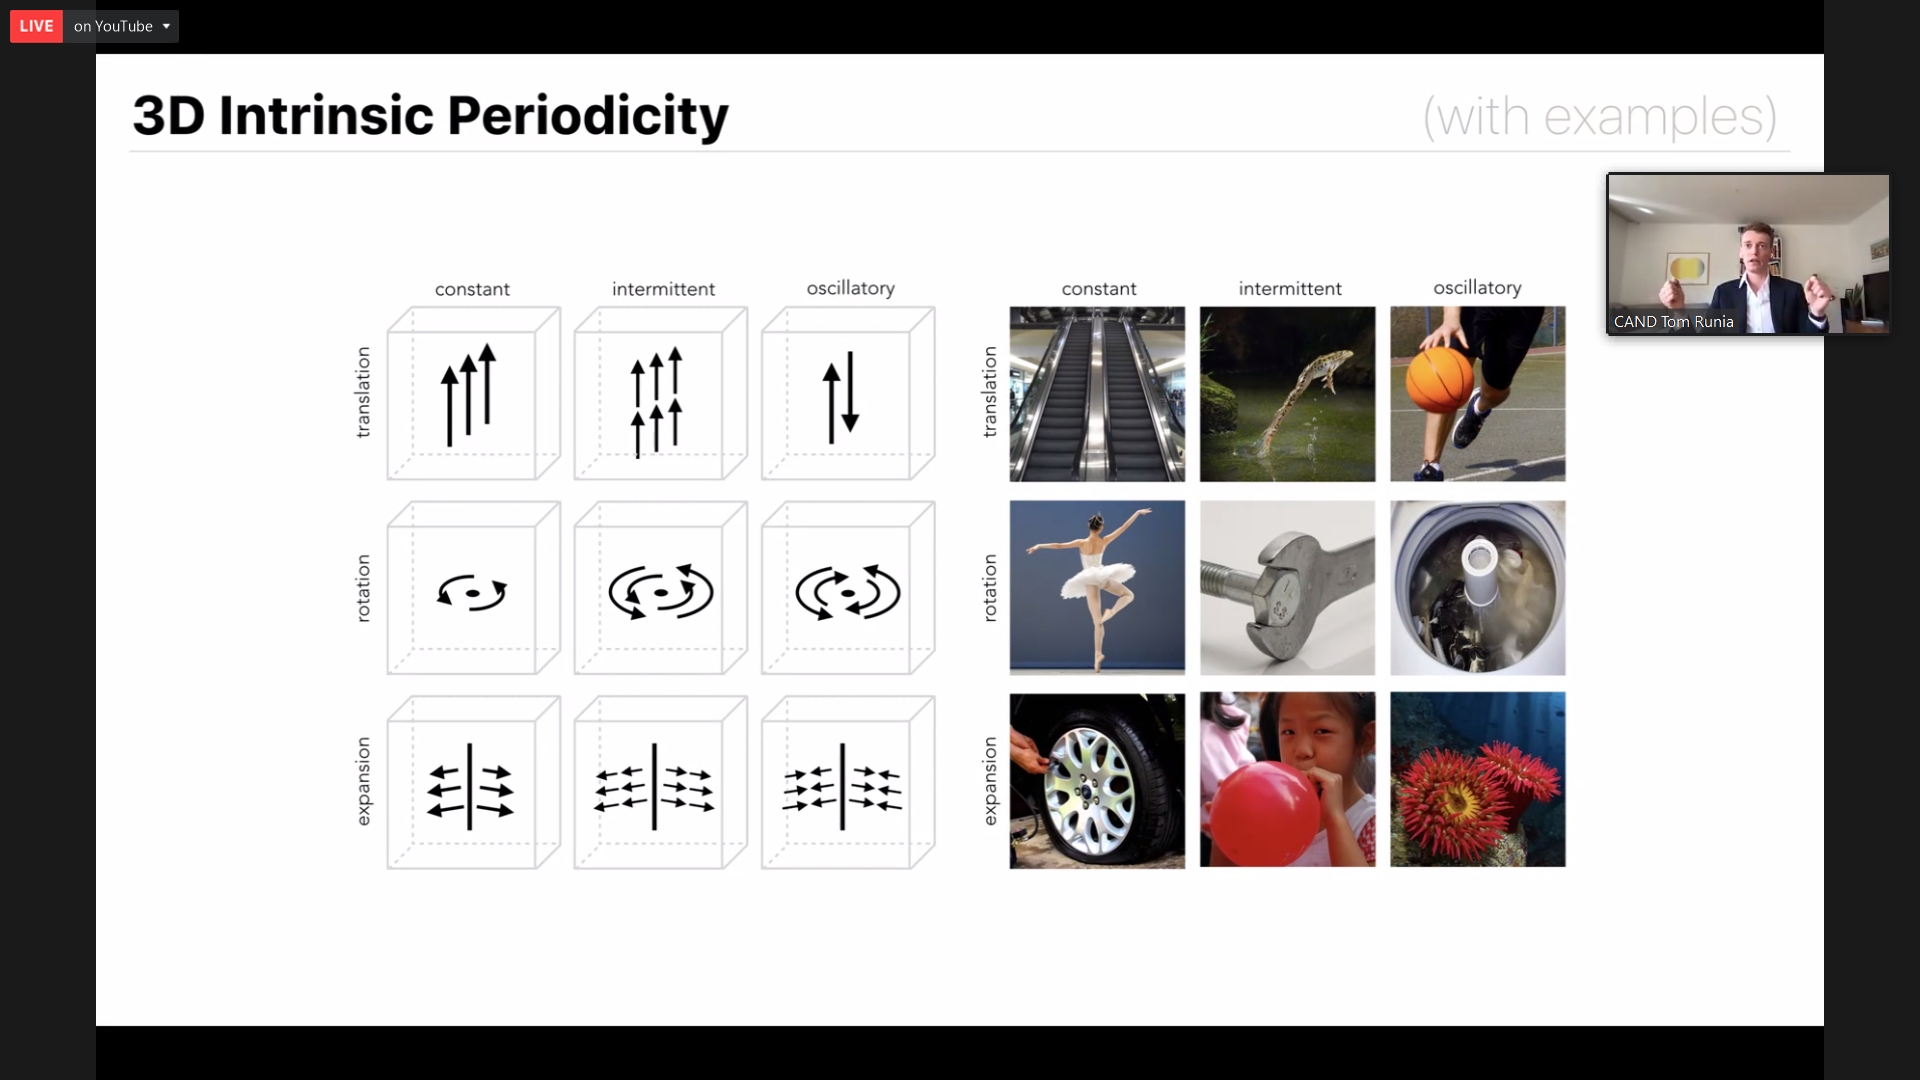 LIVE on YouTube
3D Intrinsic Periodicity
(with examples)
constant intermittent oscillatory
translation
rotation
expansion
constant intermittent oscillatory
translation
rotation
expansion
CAND Tom Runia